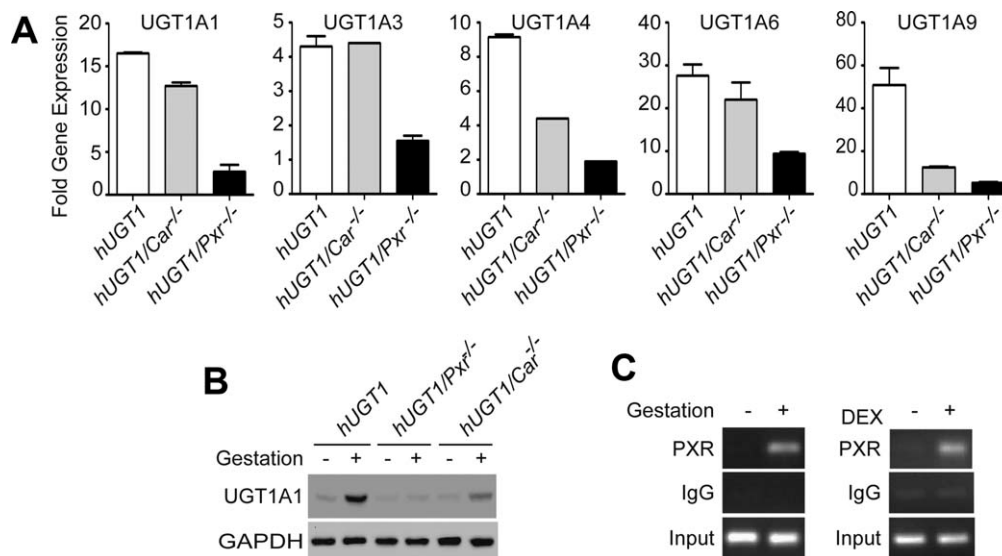 A
UGT1A1 UGT1A3 UGT1A4 UGT1A6 UGT1A9
Fold Gene Expression
20 15 10 5 0
5 4 3 2 1 0
10 8 6 4 2 0
40 30 20 10 0
80 60 40 20 0
hUGT1 hUGT1/Car-/- hUGT1/Pxr-/-
hUGT1 hUGT1/Car-/- hUGT1/Pxr-/-
hUGT1 hUGT1/Car-/- hUGT1/Pxr-/-
hUGT1 hUGT1/Car-/- hUGT1/Pxr-/-
hUGT1 hUGT1/Car-/- hUGT1/Pxr-/-
B
hUGT1 hUGT1/Pxr-/- hUGT1/Car-/-
Gestation - + - + - +
UGT1A1
GAPDH
C
Gestation - +
PXR
IgG
Input
DEX - +
PXR
IgG
Input